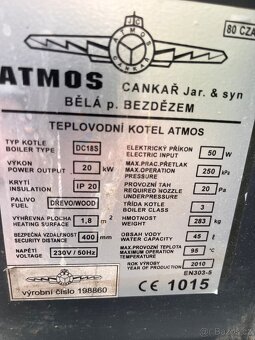 80 CZA
JC
ATMOS
CANKAŘ
ATMOS CANKAŘ Jar. & syn
BĚLÁ p. BEZDĚZEM
TEPLOVODNÍ KOTEL ATMOS
TYP KOTLE
BOILER TYPE DC18S
VÝKON
POWER OUTPUT 20 kW
KRYTÍ
INSULATION IP 20
PALIVO
FUEL DŘEVO/WOOD
VÝHŘEVNÁ PLOCHA
HEATING SURFACE 1,8 m²
BEZPEČNÁ VZDÁLENOST
SECURITY DISTANCE 400 mm
NAPĚTÍ
VOLTAGE 230V / 50Hz
výrobní číslo 198860
ELEKTRICKÝ PŘÍKON
ELECTRIC INPUT 50 W
MAX.PRAC.PŘETLAK
MAX.OPERATION
PRESSURE 250 kPa
PROVOZNÍ TAH
REQUIRED NOZZLE
UNDERPRESSURE 20 Pa
TŘÍDA KOTLE
BOILER CLASS 3
HMOTNOST
WEIGHT 283 kg
OBSAH VODY
WATER CAPACITY 45 l
MAX.PROVOZNÍ TEPLOTA
MAXIMUM OPERATION
TEMPERATURE 95 °C
ROK VÝROBY
YEAR OF PRODUCTION 2010
EN303-5
CE 1015